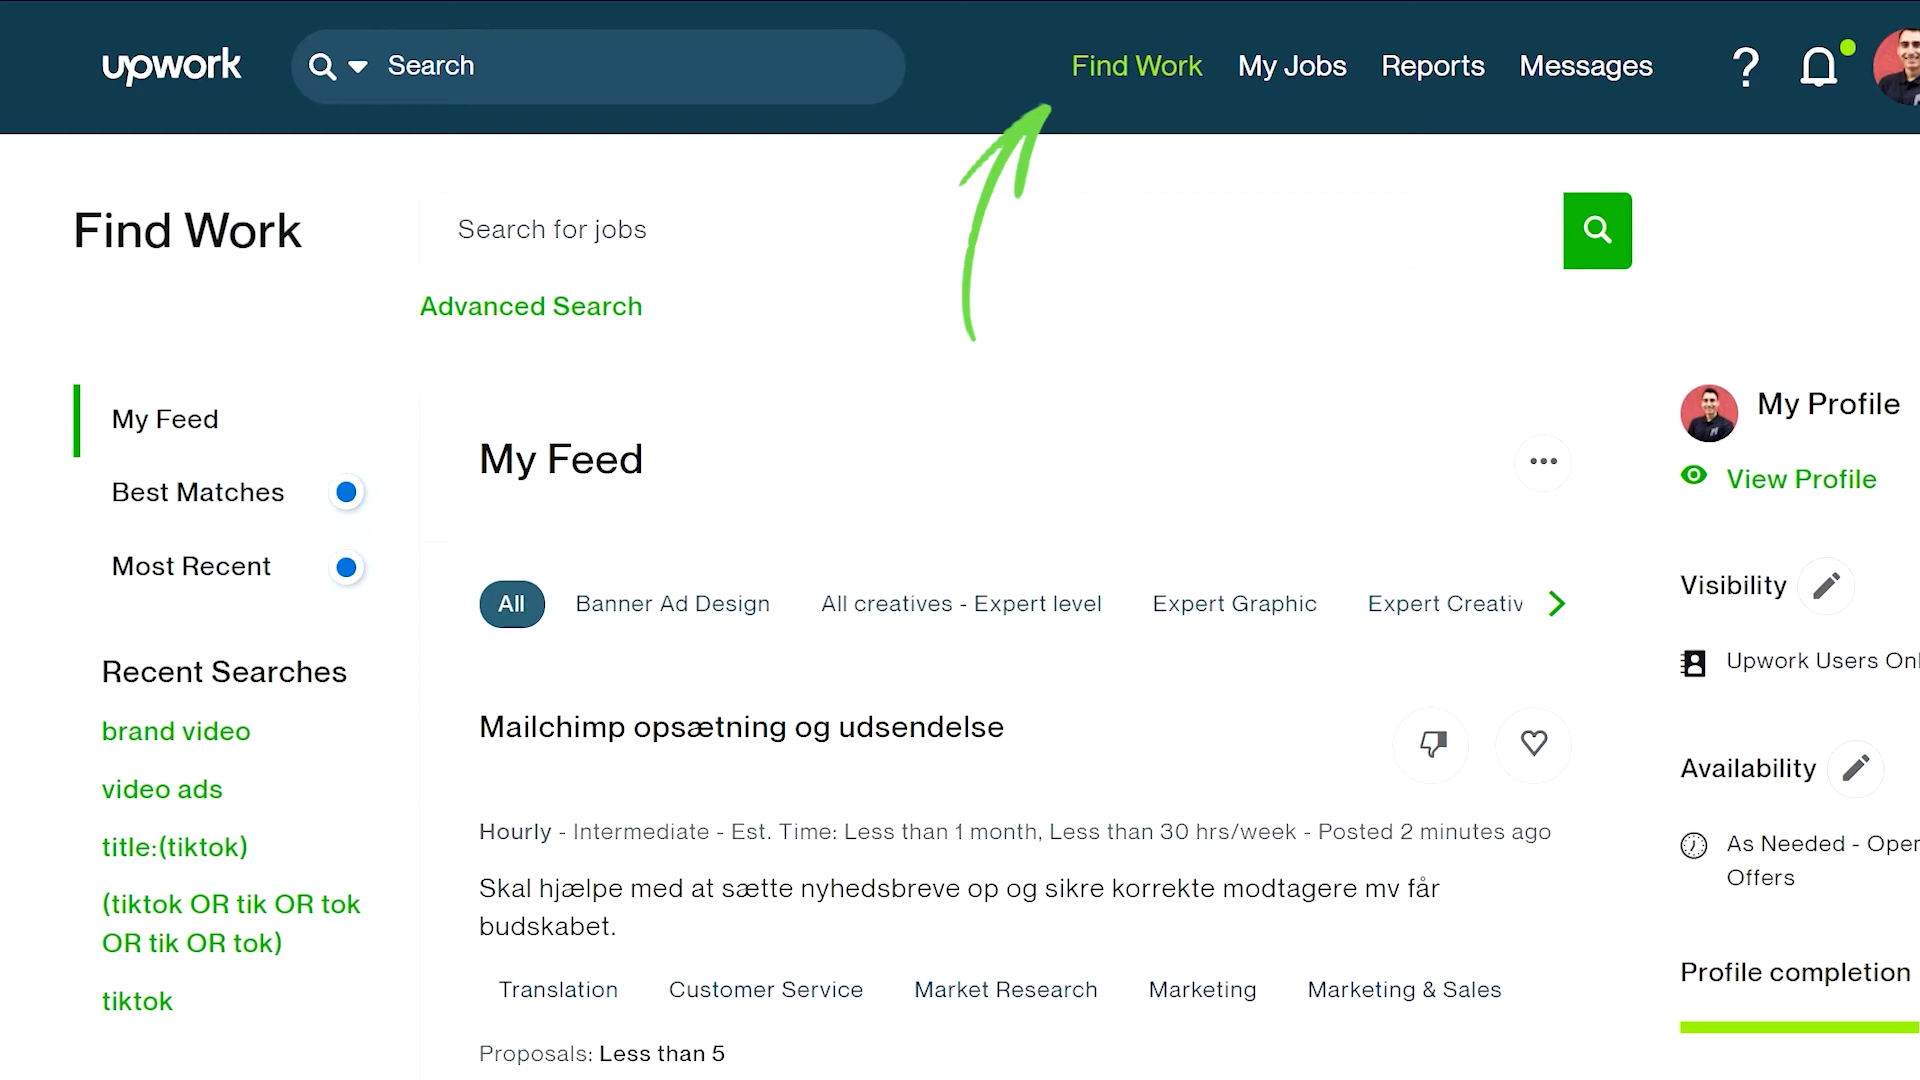 upwork
Search
Find Work
My Jobs
Reports
Messages
?
Find Work
Search for jobs
Advanced Search
My Feed
Best Matches
Most Recent
Recent Searches
brand video
video ads
title:(tiktok)
(tiktok OR tik OR tok
OR tik OR tok)
tiktok
My Feed
All
Banner Ad Design
All creatives - Expert level
Expert Graphic
Expert Creativ
Mailchimp opsætning og udsendelse
Hourly - Intermediate - Est. Time: Less than 1 month, Less than 30 hrs/week - Posted 2 minutes ago
Skal hjælpe med at sætte nyhedsbreve op og sikre korrekte modtagere mv får
budskabet.
Translation
Customer Service
Market Research
Marketing
Marketing & Sales
Proposals: Less than 5
My Profile
View Profile
Visibility
Upwork Users Onl
Availability
As Needed - Open
Offers
Profile completion